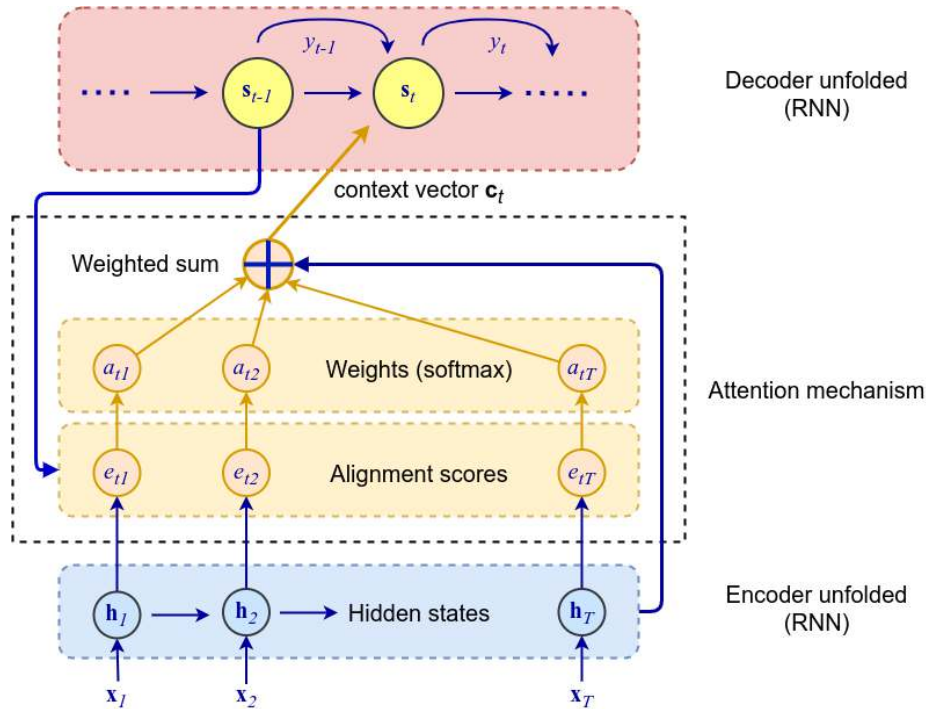 y_{t-1} y_t
..... s_{t-1} s_t .....
Decoder unfolded
(RNN)
context vector c_t
Weighted sum
a_{t1} a_{t2} Weights (softmax) a_{tT}
Attention mechanism
e_{t1} e_{t2} Alignment scores e_{tT}
Encoder unfolded
(RNN)
h_1 h_2 Hidden states h_T
x_1 x_2 x_T